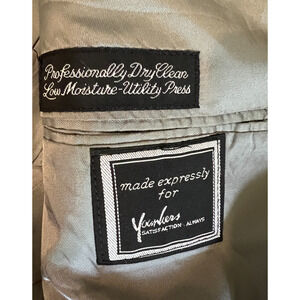 Professionally Dry Clean
Low Moisture-Utility Press
made expressly
for
Younkers
SATISFACTION ALWAYS